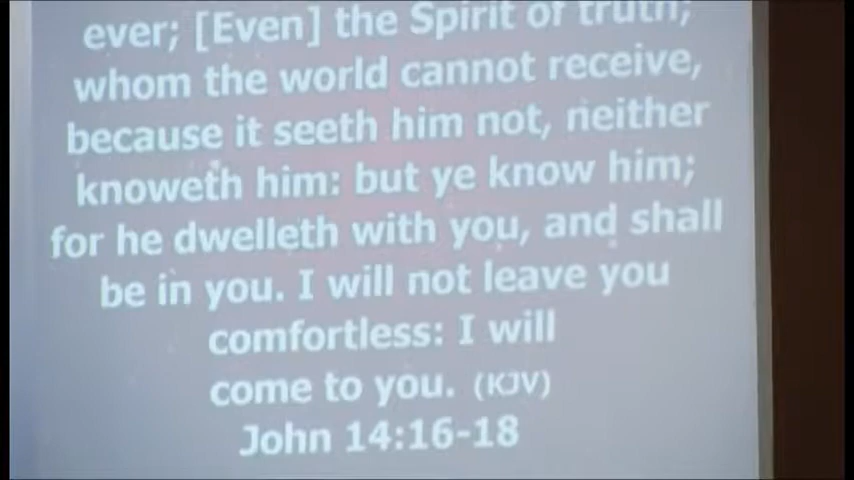 ever; [Even] the Spirit of truth;
whom the world cannot receive,
because it seeth him not, neither
knoweth him: but ye know him;
for he dwelleth with you, and shall
be in you. I will not leave you
comfortless: I will
come to you. (KJV)
John 14:16-18